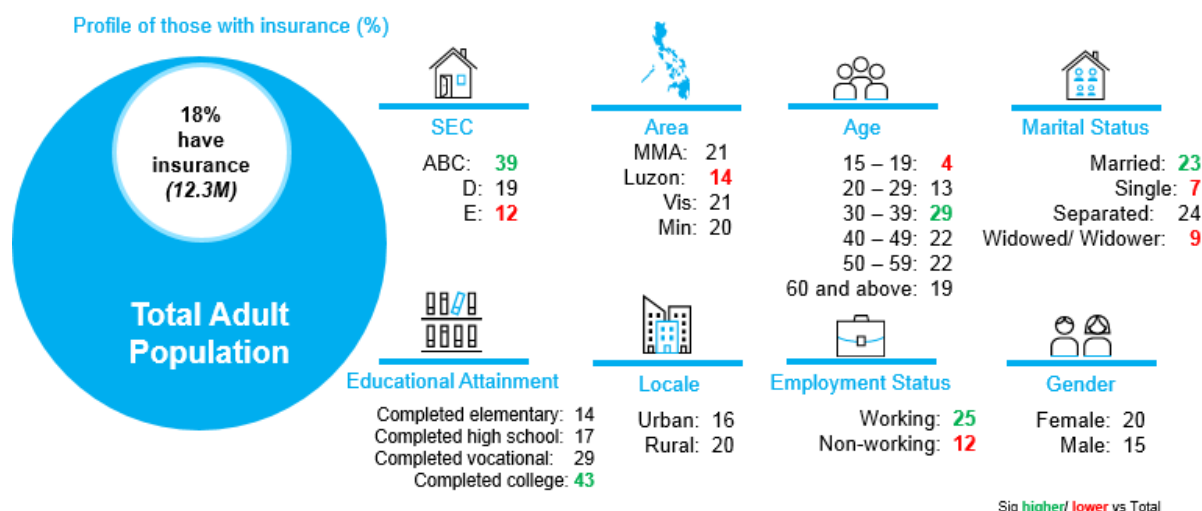 Profile of those with insurance (%)
18%
have
insurance
(12.3M)
Total Adult
Population
SEC
ABC: 39
D: 19
E: 12
Area
MMA: 21
Luzon: 14
Vis: 21
Min: 20
Age
15 – 19: 4
20 – 29: 13
30 – 39: 29
40 – 49: 22
50 – 59: 22
60 and above: 19
Marital Status
Married: 23
Single: 7
Separated: 24
Widowed/ Widower: 9
Educational Attainment
Completed elementary: 14
Completed high school: 17
Completed vocational: 29
Completed college: 43
Locale
Urban: 16
Rural: 20
Employment Status
Working: 25
Non-working: 12
Gender
Female: 20
Male: 15
Sig higher/ lower vs Total